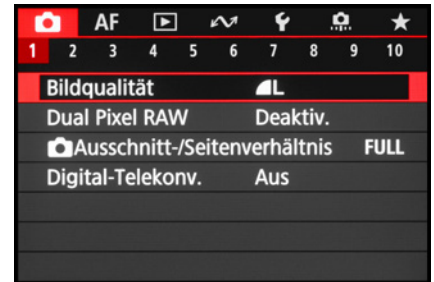 AF
1 2 3 4 5 6 7 8 9 10
Bildqualität L
Dual Pixel RAW Deaktiv.
Ausschnitt-/Seitenverhältnis FULL
Digital-Telekonv. Aus